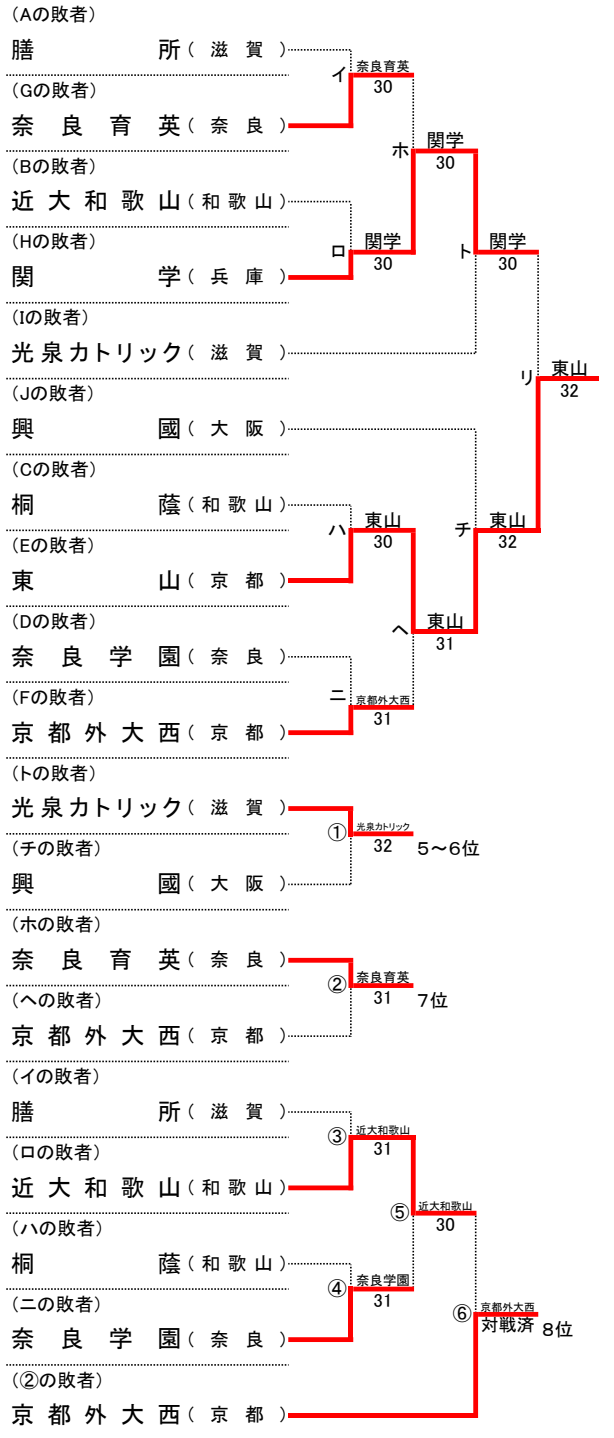 (Aの敗者)
膳所(滋賀)
イ 奈良育英
30
(Gの敗者)
奈良育英(奈良)
ホ 関学
30
(Bの敗者)
近大和歌山(和歌山)
(Hの敗者)
ロ 関学
30
ト 関学
30
関学(兵庫)
(Iの敗者)
光泉カトリック(滋賀)
リ 東山
32
(Jの敗者)
興國(大阪)
(Cの敗者)
桐蔭(和歌山)
ハ 東山
30
チ 東山
32
(Eの敗者)
東山(京都)
(Dの敗者)
ヘ 東山
31
奈良学園(奈良)
(Fの敗者)
ニ 京都外大西
31
京都外大西(京都)
(トの敗者)
光泉カトリック(滋賀)
① 光泉カトリック
32 5~6位
(チの敗者)
興國(大阪)
(ホの敗者)
奈良育英(奈良)
② 奈良育英
31 7位
(ヘの敗者)
京都外大西(京都)
(イの敗者)
膳所(滋賀)
③ 近大和歌山
31
(ロの敗者)
近大和歌山(和歌山)
⑤ 近大和歌山
30
(ハの敗者)
桐蔭(和歌山)
④ 奈良学園
31
(ニの敗者)
奈良学園(奈良)
⑥ 京都外大西
対戦済 8位
(②の敗者)
京都外大西(京都)